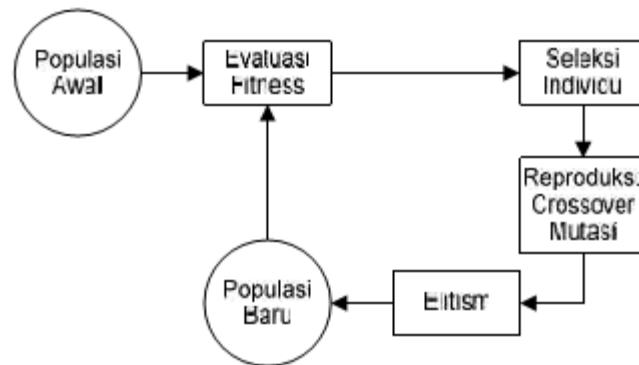 Populasi
Awal
Evaluasi
Fitness
Seleksi
Individu
Reproduksi
Crossover
Mutasi
Elitism
Populasi
Baru